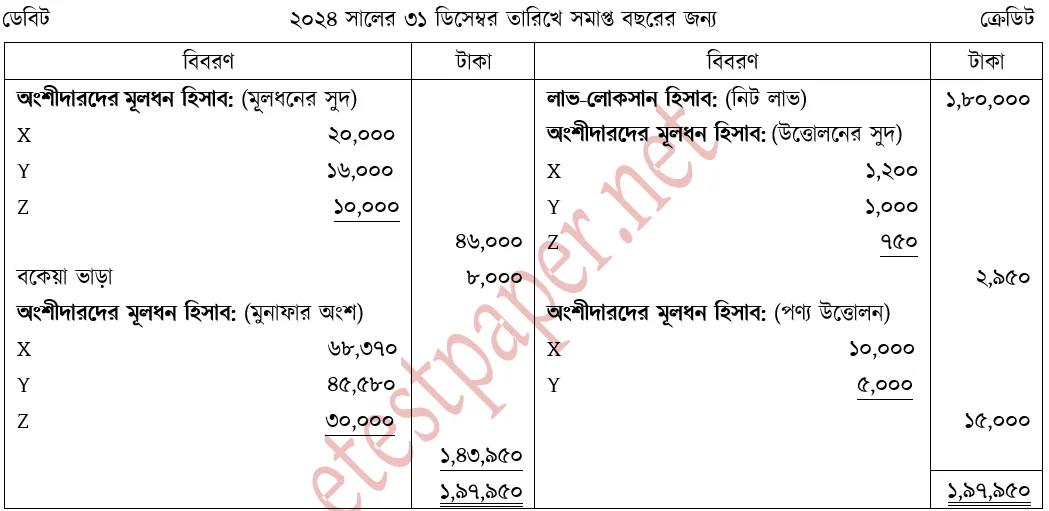 ডেবিট ২০২৪ সালের ৩১ ডিসেম্বর তারিখে সমাপ্ত বছরের জন্য ক্রেডিট
বিবরণ টাকা বিবরণ টাকা
অংশীদারদের মূলধন হিসাব: (মূলধনের সুদ) লাভ-লোকসান হিসাব: (নিট লাভ) ১,৮০,০০০
X ২০,০০০ অংশীদারদের মূলধন হিসাব: (উত্তোলনের সুদ)
Y ১৬,০০০ X ১,২০০
Z ১০,০০০ Y ১,০০০
৪৬,০০০ Z ৭৫০
বকেয়া ভাড়া ৮,০০০ ২,৯৫০
অংশীদারদের মূলধন হিসাব: (মুনাফার অংশ) অংশীদারদের মূলধন হিসাব: (পণ্য উত্তোলন)
X ৬৮,৩৭০ X ১০,০০০
Y ৪৫,৫৮০ Y ৫,০০০
Z ৩০,০০০ ১৫,০০০
১,৪৩,৯৫০
১,৯৭,৯৫০ ১,৯৭,৯৫০
etestpaper.net